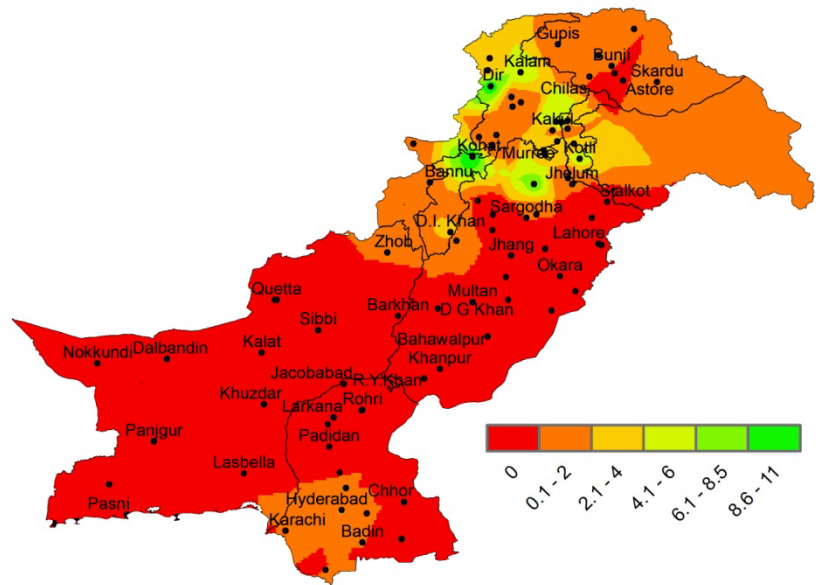 Gupis
Bunji
Kalam
Skardu
Dir
Chilas
Astore
Kakul
Kohat
Murree
Kotli
Bannu
Jhelum
Sialkot
Sargodha
D.I. Khan
Lahore
Zhob
Jhang
Okara
Quetta
Multan
Barkhan
D G Khan
Sibbi
Bahawalpur
Nokkundi
Dalbandin
Kalat
Khanpur
Jacobabad
R.Y.Khan
Khuzdar
Larkana
Rohri
Panjgur
Padidan
Lasbella
Pasni
Hyderabad
Chhor
Karachi
Badin
0
0.1 - 2
2.1 - 4
4.1 - 6
6.1 - 8.5
8.6 - 11